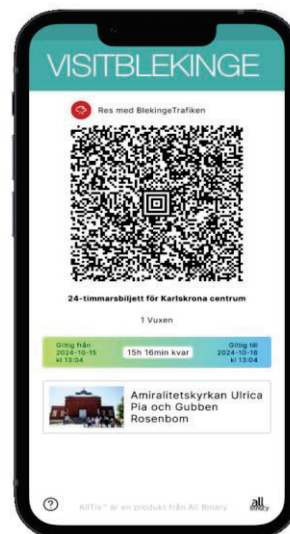 VISITBLEKINGE
Res med BlekingeTrafiken
24-timmarsbiljett för Karlskrona centrum
1 Vuxen
Giltig från
2024-10-15
kl 13:04
15h 16min kvar
Giltig till
2024-10-16
kl 13:04
Amiralitetskyrkan Ulrica
Pia och Gubben
Rosenbom
?
AllTix™ är en produkt från All Binary
all
binary